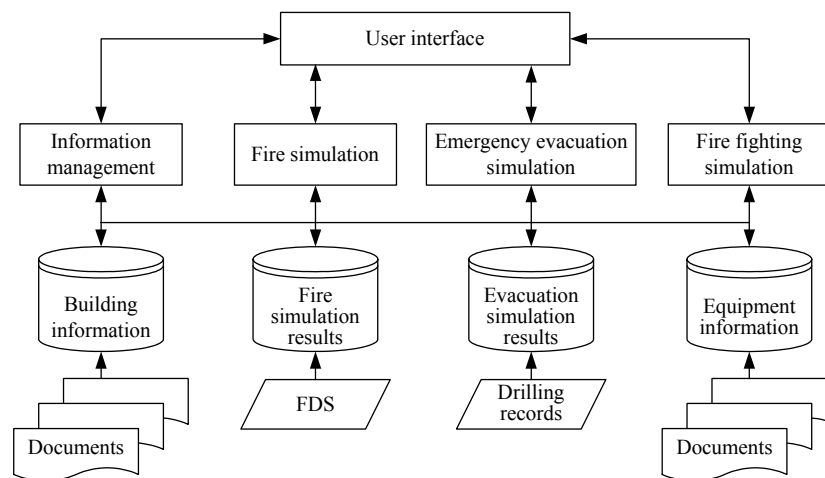 User interface
Information
management
Fire simulation
Emergency evacuation
simulation
Fire fighting
simulation
Building
information
Fire
simulation
results
Evacuation
simulation
results
Equipment
information
Documents
FDS
Drilling
records
Documents